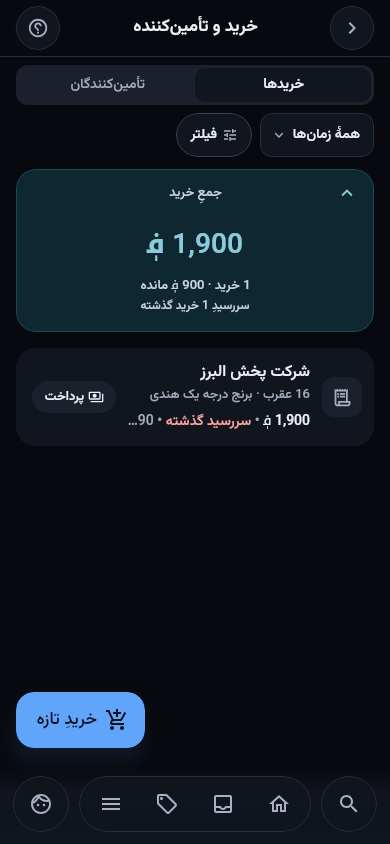 خرید و تأمین‌کننده
خریدها
تأمین‌کنندگان
همهٔ زمان‌ها
فیلتر
جمعِ خرید
1,900 ؋
1 خرید · 900 ؋ مانده
سررسیدِ 1 خرید گذشته
شرکت پخش البرز
16 عقرب · برنج درجه یک هندی
1,900 ؋ • سررسید گذشته • 90…
پرداخت
خریدِ تازه